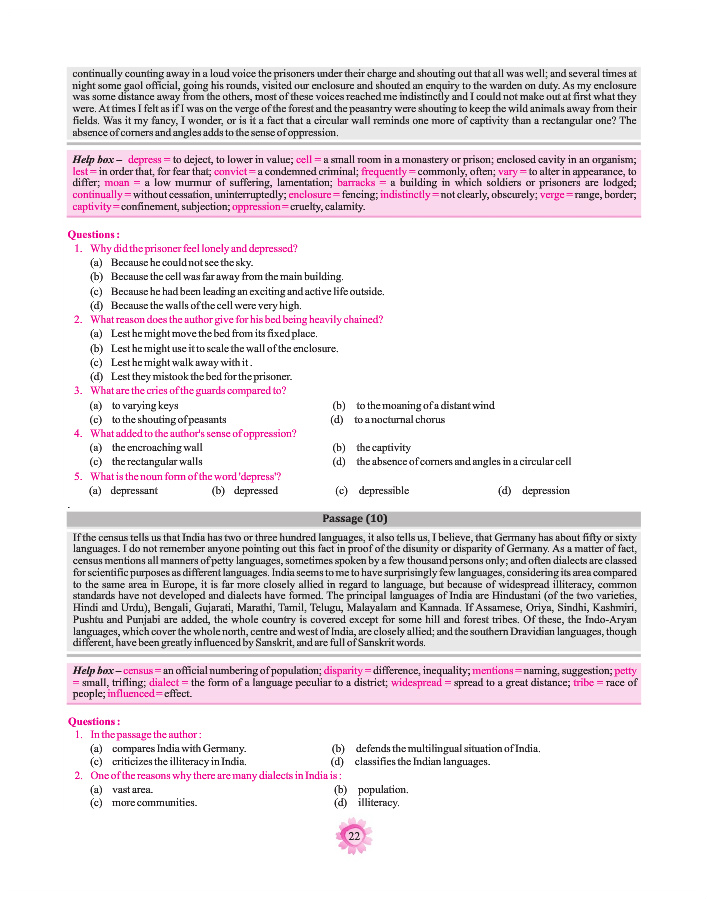 continually counting away in a loud voice the prisoners under their charge and shouting out that all was well; and several times at
night some gaol official, going his rounds, visited our enclosure and shouted an enquiry to the warden on duty. As my enclosure
was some distance away from the others, most of these voices reached me indistinctly and I could not make out at first what they
were. At times I felt as if I was on the verge of the forest and the peasantry were shouting to keep the wild animals away from their
fields. Was it my fancy, I wonder, or is it a fact that a circular wall reminds one more of captivity than a rectangular one? The
absence of corners and angles adds to the sense of oppression.
Help box – depress = to deject, to lower in value; cell = a small room in a monastery or prison; enclosed cavity in an organism;
lest = in order that, for fear that; convict = a condemned criminal; frequently = commonly, often; vary = to alter in appearance, to
differ; moan = a low murmur of suffering, lamentation; barracks = a building in which soldiers or prisoners are lodged;
continually = without cessation, uninterruptedly; enclosure = fencing; indistinctly = not clearly, obscurely; verge = range, border;
captivity = confinement, subjection; oppression = cruelty, calamity.
Questions :
1. Why did the prisoner feel lonely and depressed?
(a) Because he could not see the sky.
(b) Because the cell was far away from the main building.
(c) Because he had been leading an exciting and active life outside.
(d) Because the walls of the cell were very high.
2. What reason does the author give for his bed being heavily chained?
(a) Lest he might move the bed from its fixed place.
(b) Lest he might use it to scale the wall of the enclosure.
(c) Lest he might walk away with it .
(d) Lest they mistook the bed for the prisoner.
3. What are the cries of the guards compared to?
(a) to varying keys (b) to the moaning of a distant wind
(c) to the shouting of peasants (d) to a nocturnal chorus
4. What added to the author's sense of oppression?
(a) the encroaching wall (b) the captivity
(c) the rectangular walls (d) the absence of corners and angles in a circular cell
5. What is the noun form of the word 'depress'?
(a) depressant (b) depressed (c) depressible (d) depression
.
Passage (10)
If the census tells us that India has two or three hundred languages, it also tells us, I believe, that Germany has about fifty or sixty
languages. I do not remember anyone pointing out this fact in proof of the disunity or disparity of Germany. As a matter of fact,
census mentions all manners of petty languages, sometimes spoken by a few thousand persons only; and often dialects are classed
for scientific purposes as different languages. India seems to me to have surprisingly few languages, considering its area compared
to the same area in Europe, it is far more closely allied in regard to language, but because of widespread illiteracy, common
standards have not developed and dialects have formed. The principal languages of India are Hindustani (of the two varieties,
Hindi and Urdu), Bengali, Gujarati, Marathi, Tamil, Telugu, Malayalam and Kannada. If Assamese, Oriya, Sindhi, Kashmiri,
Pushtu and Punjabi are added, the whole country is covered except for some hill and forest tribes. Of these, the Indo-Aryan
languages, which cover the whole north, centre and west of India, are closely allied; and the southern Dravidian languages, though
different, have been greatly influenced by Sanskrit, and are full of Sanskrit words.
Help box – census = an official numbering of population; disparity = difference, inequality; mentions = naming, suggestion; petty
= small, trifling; dialect = the form of a language peculiar to a district; widespread = spread to a great distance; tribe = race of
people; influenced = effect.
Questions :
1. In the passage the author :
(a) compares India with Germany. (b) defends the multilingual situation of India.
(c) criticizes the illiteracy in India. (d) classifies the Indian languages.
2. One of the reasons why there are many dialects in India is :
(a) vast area. (b) population.
(c) more communities. (d) illiteracy.
22